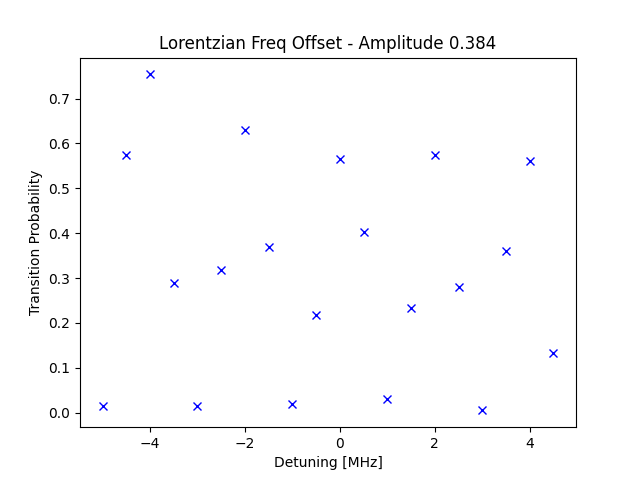 Lorentzian Freq Offset - Amplitude 0.384
Transition Probability
0.7
0.6
0.5
0.4
0.3
0.2
0.1
0.0
−4 −2 0 2 4
Detuning [MHz]